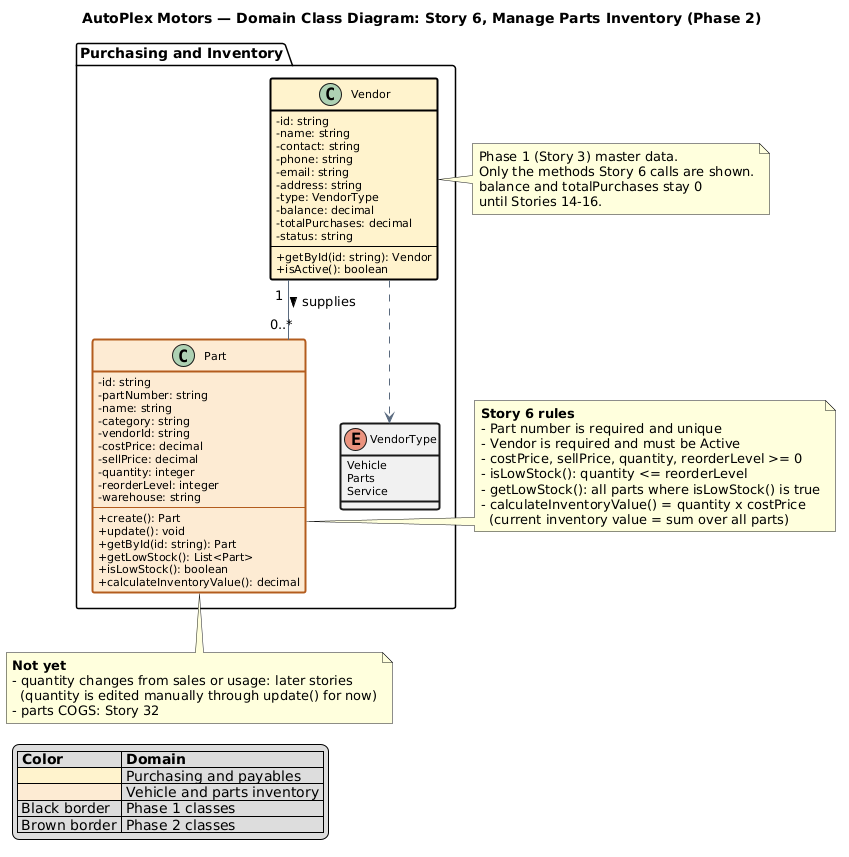 AutoPlex Motors — Domain Class Diagram: Story 6, Manage Parts Inventory (Phase 2)
Purchasing and Inventory
C Vendor
-id: string
-name: string
-contact: string
-phone: string
-email: string
-address: string
-type: VendorType
-balance: decimal
-totalPurchases: decimal
-status: string
+getById(id: string): Vendor
+isActive(): boolean
Phase 1 (Story 3) master data.
Only the methods Story 6 calls are shown.
balance and totalPurchases stay 0
until Stories 14-16.
1
supplies
0..*
C Part
-id: string
-partNumber: string
-name: string
-category: string
-vendorId: string
-costPrice: decimal
-sellPrice: decimal
-quantity: integer
-reorderLevel: integer
-warehouse: string
+create(): Part
+update(): void
+getById(id: string): Part
+getLowStock(): List<Part>
+isLowStock(): boolean
+calculateInventoryValue(): decimal
E VendorType
Vehicle
Parts
Service
Story 6 rules
- Part number is required and unique
- Vendor is required and must be Active
- costPrice, sellPrice, quantity, reorderLevel >= 0
- isLowStock(): quantity <= reorderLevel
- getLowStock(): all parts where isLowStock() is true
- calculateInventoryValue() = quantity x costPrice
(current inventory value = sum over all parts)
Not yet
- quantity changes from sales or usage: later stories
(quantity is edited manually through update() for now)
- parts COGS: Story 32
Color Domain
Purchasing and payables
Vehicle and parts inventory
Black border Phase 1 classes
Brown border Phase 2 classes